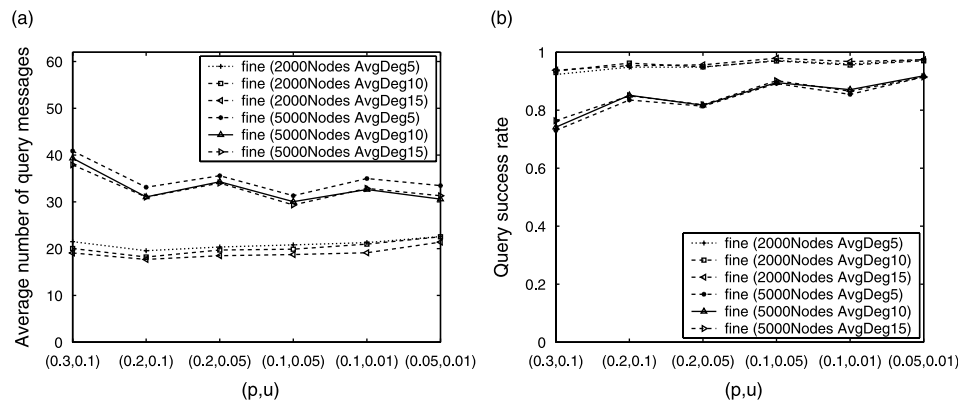 (a)
Average number of query messages
60
50
40
30
20
10
0
fine (2000Nodes AvgDeg5)
fine (2000Nodes AvgDeg10)
fine (2000Nodes AvgDeg15)
fine (5000Nodes AvgDeg5)
fine (5000Nodes AvgDeg10)
fine (5000Nodes AvgDeg15)
(0.3,0.1) (0.2,0.1) (0.2,0.05) (0.1,0.05) (0.1,0.01) (0.05,0.01)
(p,u)
(b)
Query success rate
1
0.8
0.6
0.4
0.2
0
fine (2000Nodes AvgDeg5)
fine (2000Nodes AvgDeg10)
fine (2000Nodes AvgDeg15)
fine (5000Nodes AvgDeg5)
fine (5000Nodes AvgDeg10)
fine (5000Nodes AvgDeg15)
(0.3,0.1) (0.2,0.1) (0.2,0.05) (0.1,0.05) (0.1,0.01) (0.05,0.01)
(p,u)